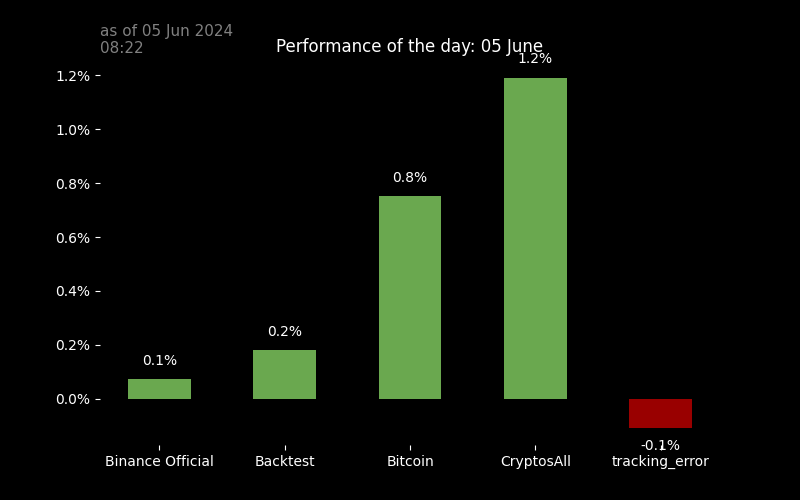 as of 05 Jun 2024
08:22
Performance of the day: 05 June
1.2%
1.2%
1.0%
0.8%
0.8%
0.6%
0.4%
0.2%
0.2%
0.1%
0.0%
-0.1%
Binance Official
Backtest
Bitcoin
CryptosAll
tracking_error